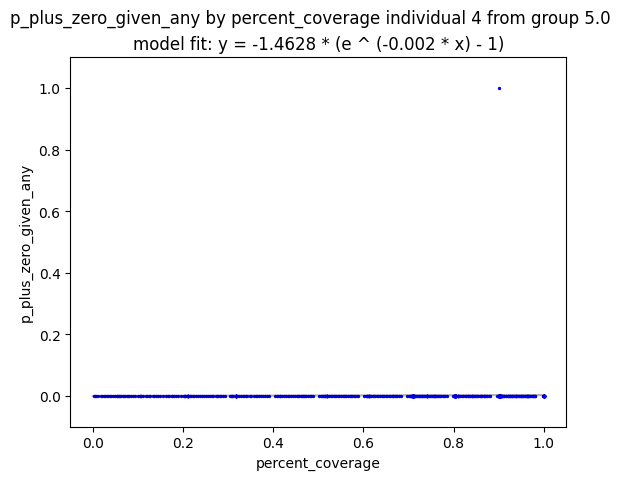 p_plus_zero_given_any by percent_coverage individual 4 from group 5.0
model fit: y = -1.4628 * (e ^ (-0.002 * x) - 1)
1.0
0.8
0.6
0.4
0.2
0.0
p_plus_zero_given_any
0.0 0.2 0.4 0.6 0.8 1.0
percent_coverage